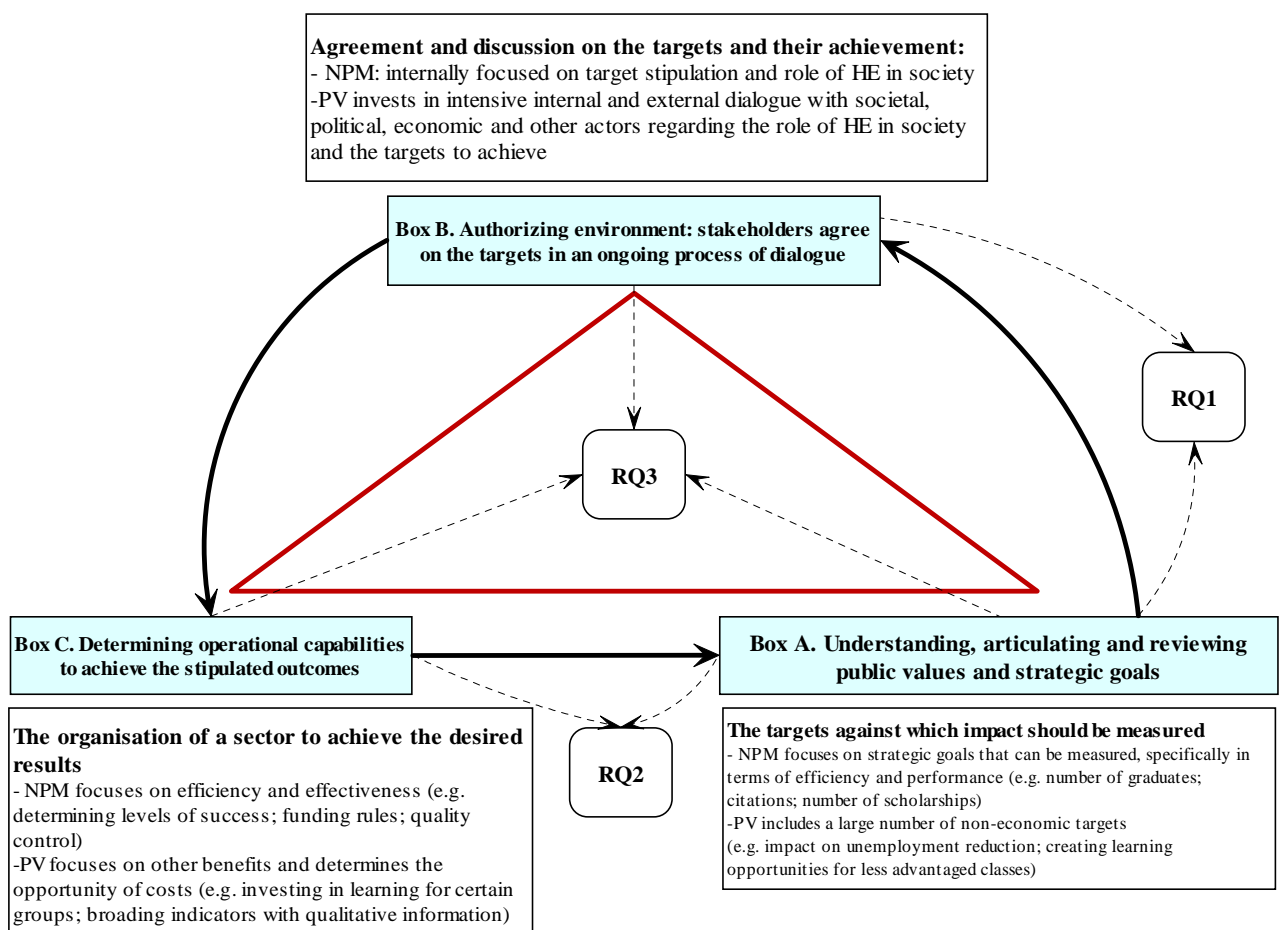 Agreement and discussion on the targets and their achievement:
- NPM: internally focused on target stipulation and role of HE in society
-PV invests in intensive internal and external dialogue with societal,
political, economic and other actors regarding the role of HE in society
and the targets to achieve
Box B. Authorizing environment: stakeholders agree
on the targets in an ongoing process of dialogue
RQ1
RQ3
Box C. Determining operational capabilities
to achieve the stipulated outcomes
Box A. Understanding, articulating and reviewing
public values and strategic goals
The organisation of a sector to achieve the desired
results
- NPM focuses on efficiency and effectiveness (e.g.
determining levels of success; funding rules; quality
control)
-PV focuses on other benefits and determines the
opportunity of costs (e.g. investing in learning for certain
groups; broading indicators with qualitative information)
RQ2
The targets against which impact should be measured
- NPM focuses on strategic goals that can be measured, specifically in
terms of efficiency and performance (e.g. number of graduates;
citations; number of scholarships)
-PV includes a large number of non-economic targets
(e.g. impact on unemployment reduction; creating learning
opportunities for less advantaged classes)